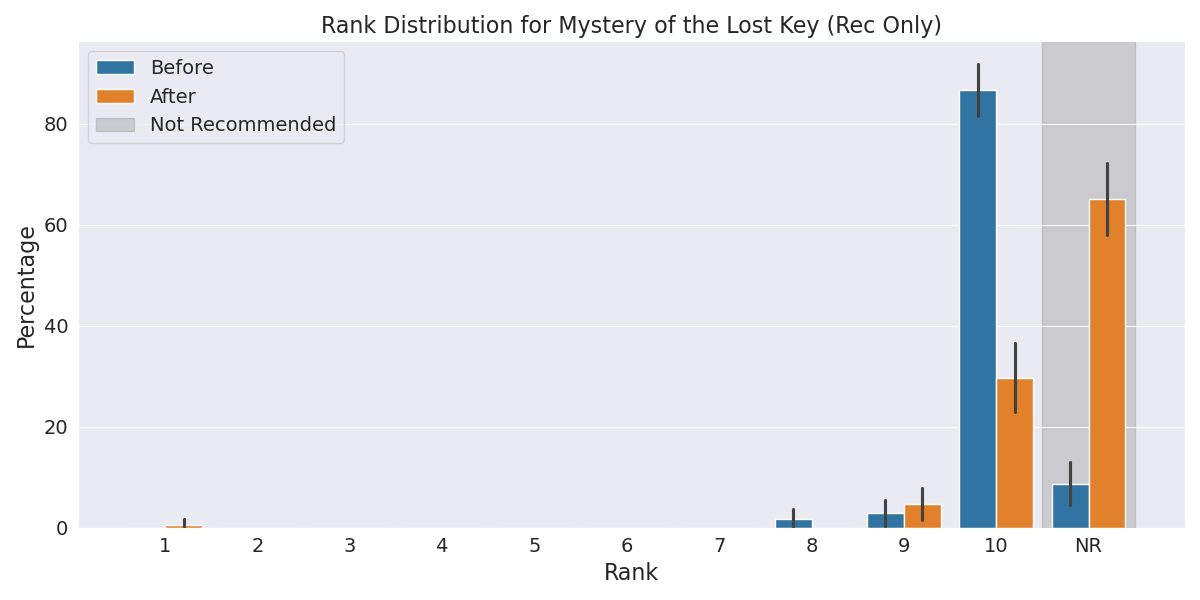 Rank Distribution for Mystery of the Lost Key (Rec Only)
Before
After
Not Recommended
Percentage
80
60
40
20
0
1 2 3 4 5 6 7 8 9 10 NR
Rank